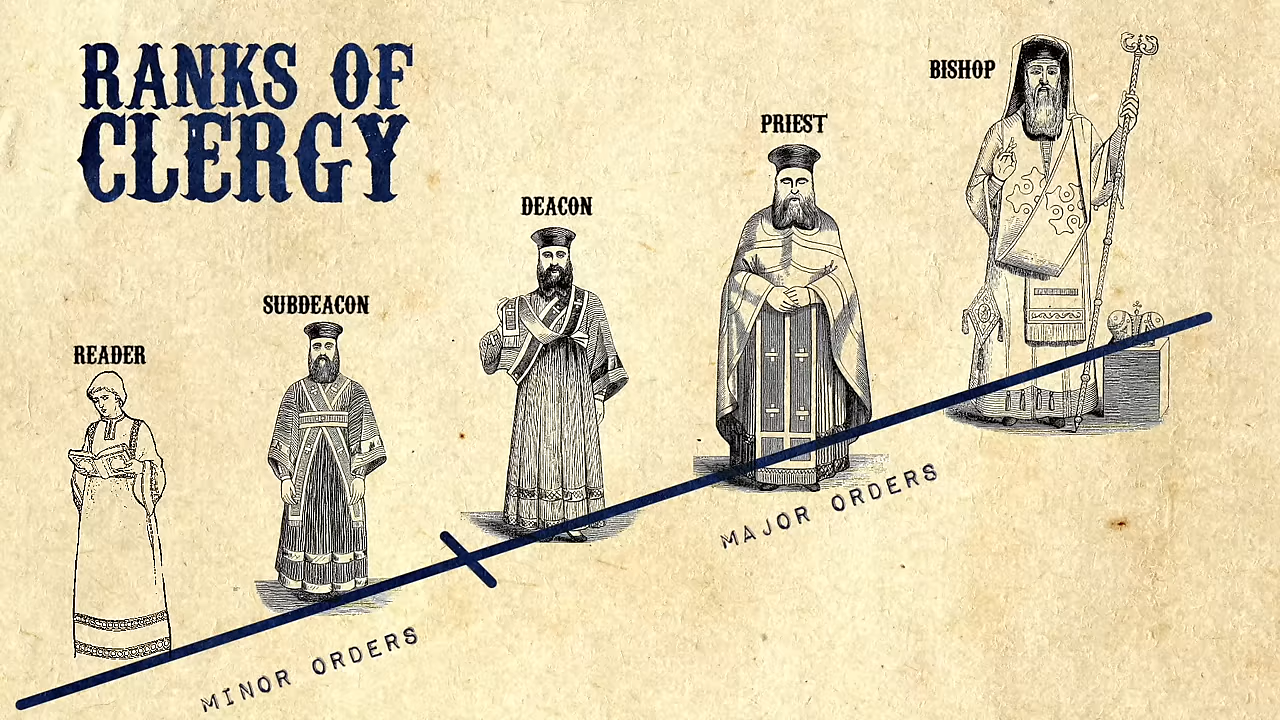 RANKS OF
CLERGY
READER
SUBDEACON
DEACON
PRIEST
BISHOP
MINOR ORDERS
MAJOR ORDERS